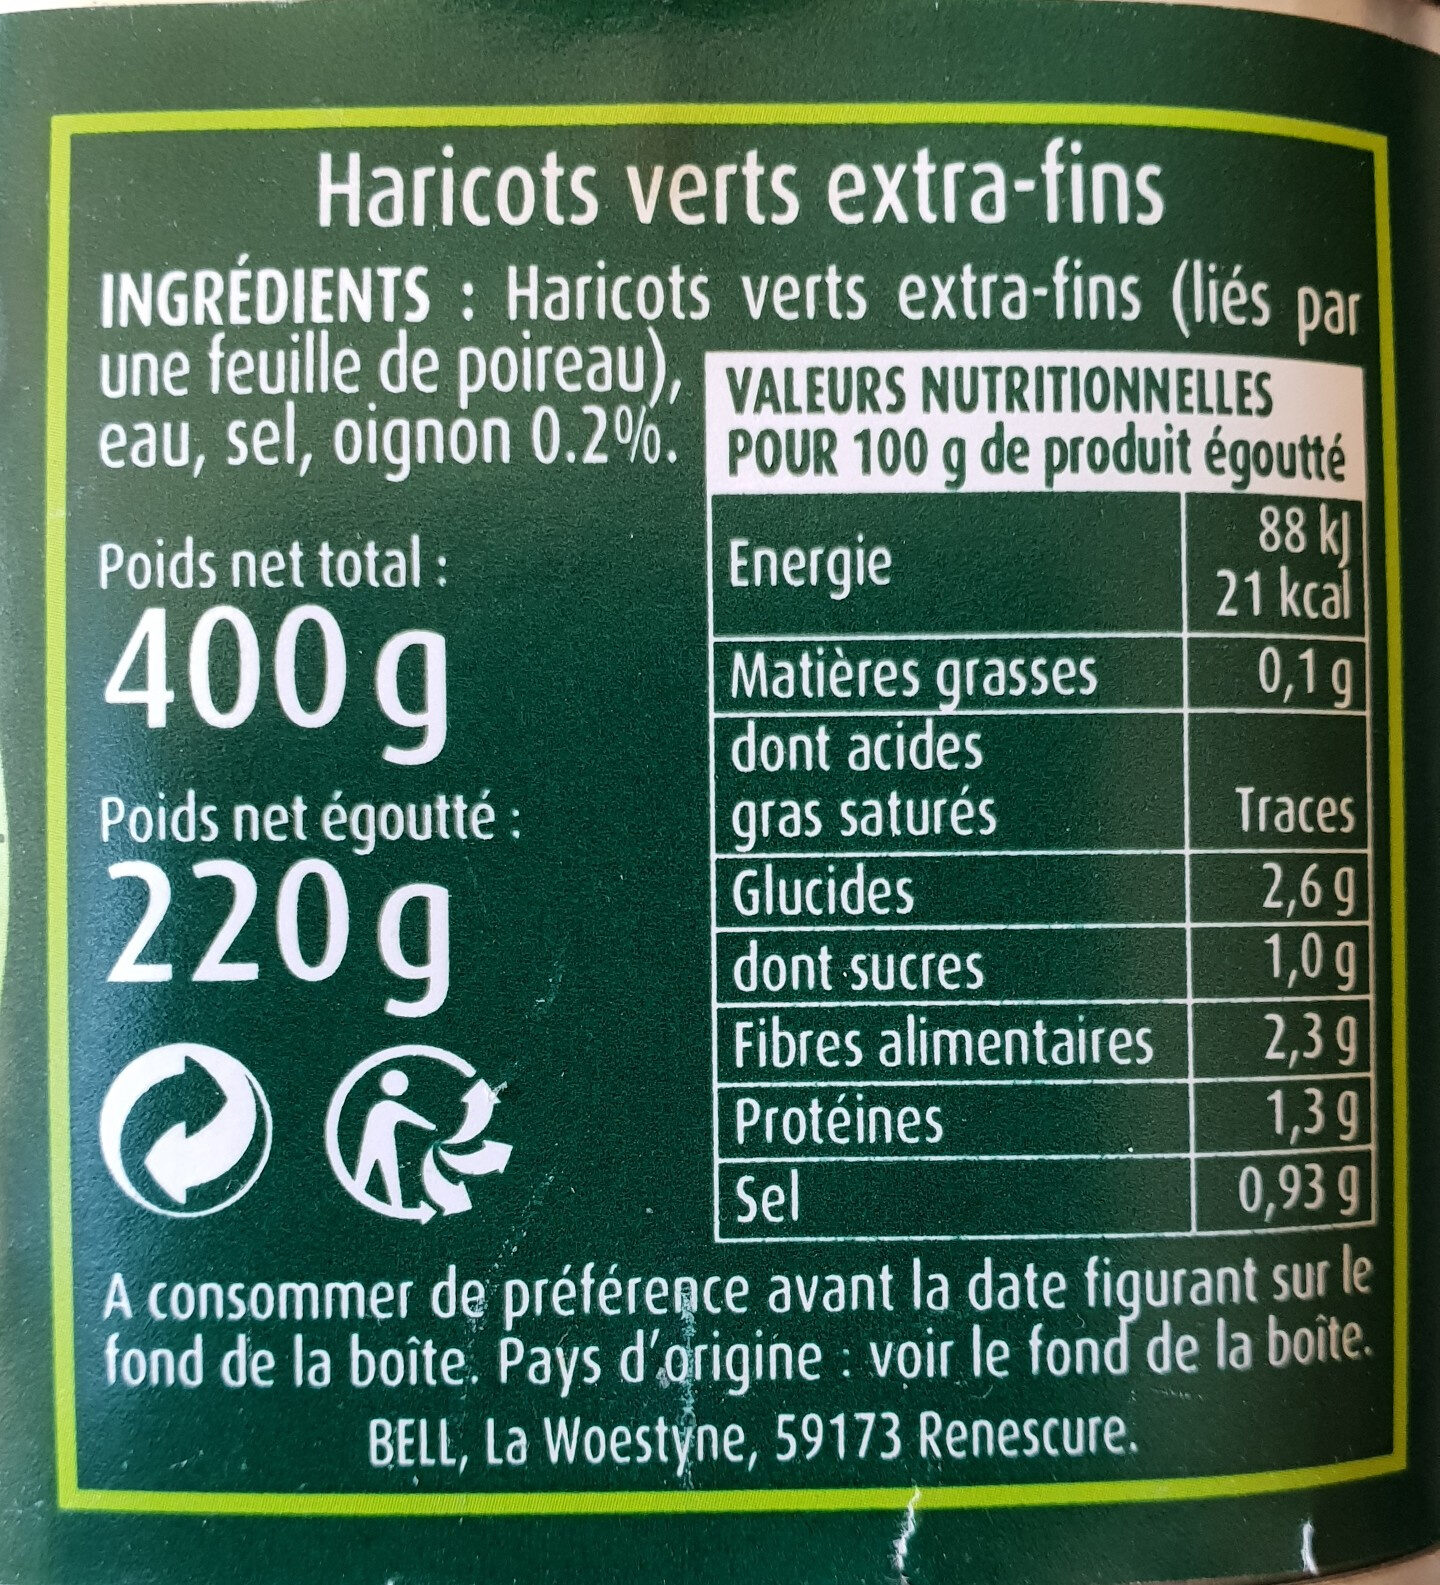 Haricots verts extra-fins
INGRÉDIENTS : Haricots verts extra-fins (liés par
une feuille de poireau),
eau, sel, oignon 0.2%.
Poids net total :
400 g
Poids net égoutté :
220 g
VALEURS NUTRITIONNELLES
POUR 100 g de produit égoutté
Energie 88 kJ
21 kcal
Matières grasses 0,1 g
dont acides
gras saturés Traces
Glucides 2,6 g
dont sucres 1,0 g
Fibres alimentaires 2,3 g
Protéines 1,3 g
Sel 0,93 g
A consommer de préférence avant la date figurant sur le
fond de la boîte. Pays d'origine : voir le fond de la boîte.
BELL, La Woestyne, 59173 Renescure.